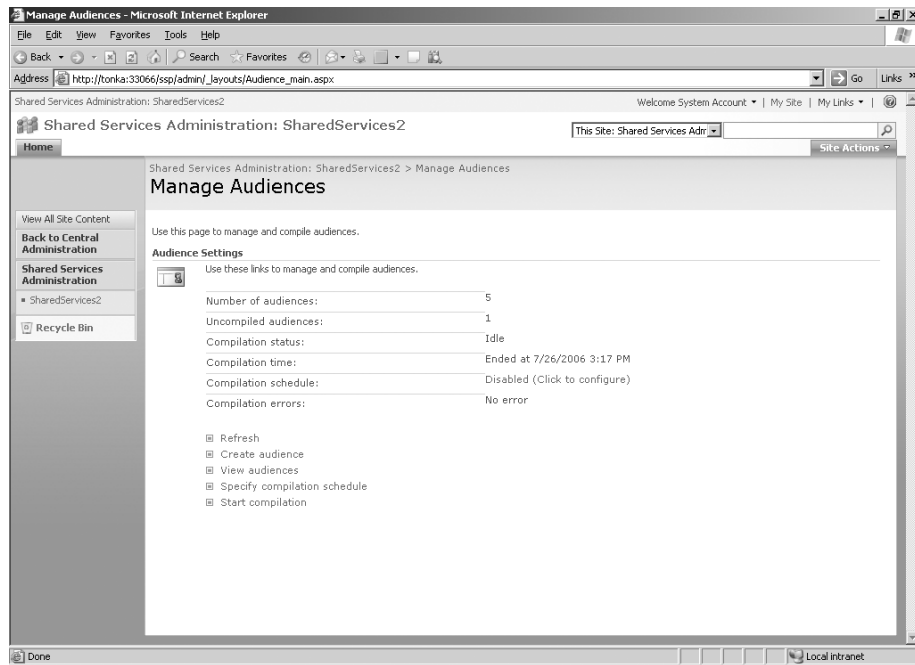 Manage Audiences - Microsoft Internet Explorer
File Edit View Favorites Tools Help
Back Search Favorites
Address http://tonka:33066/ssp/admin/_layouts/Audience_main.aspx Go Links »
Shared Services Administration: SharedServices2 Welcome System Account | My Site | My Links |
Shared Services Administration: SharedServices2 This Site: Shared Services Adm
Home Site Actions
Shared Services Administration: SharedServices2 > Manage Audiences
Manage Audiences
View All Site Content
Back to Central
Administration
Shared Services
Administration
SharedServices2
Recycle Bin
Use this page to manage and compile audiences.
Audience Settings
Use these links to manage and compile audiences.
Number of audiences: 5
Uncompiled audiences: 1
Compilation status: Idle
Compilation time: Ended at 7/26/2006 3:17 PM
Compilation schedule: Disabled (Click to configure)
Compilation errors: No error
Refresh
Create audience
View audiences
Specify compilation schedule
Start compilation
Done Local intranet